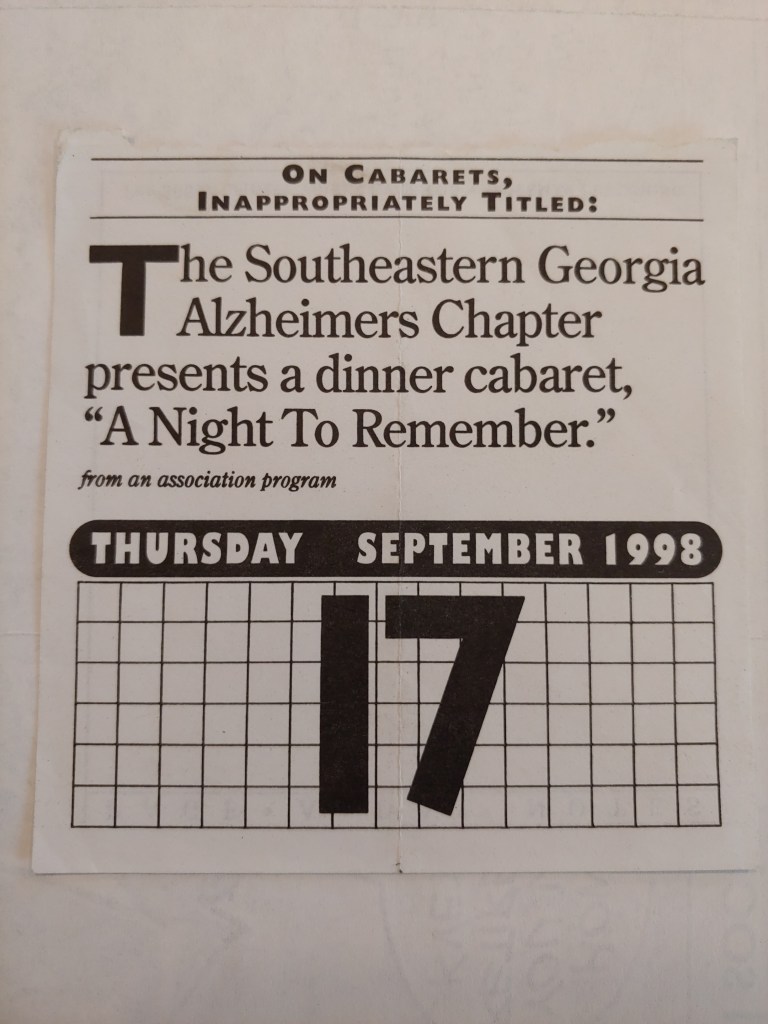 ON CABARETS,
INAPPROPRIATELY TITLED:
The Southeastern Georgia
Alzheimers Chapter
presents a dinner cabaret,
“A Night To Remember.”
from an association program
THURSDAY SEPTEMBER 1998
17